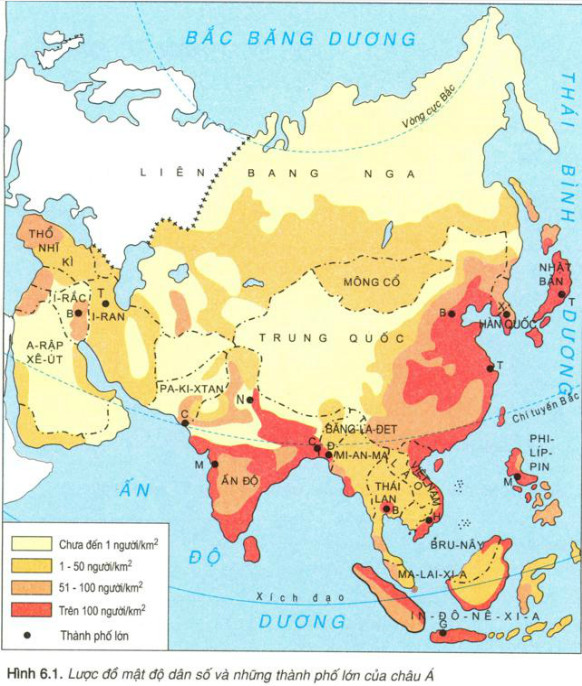 BẮC BĂNG DƯƠNG
Vòng cực Bắc
THÁI BÌNH DƯƠNG
LIÊN BANG NGA
THỔ
NHĨ
KÌ
MÔNG CỔ
NHẬT
BẢN
T
I-RẮC
B
T
I-RAN
B
X
HÀN QUỐC
T
A-RẬP
XÊ-ÚT
TRUNG QUỐC
PA-KI-XTAN
N
Chí tuyến Bắc
C
BĂNG-LA-ĐET
C
Đ
MI-AN-MA
M
ẤN ĐỘ
LÀO
VIỆT NAM
THÁI
LAN
B
H
PHI-
LÍP-
PIN
M
ẤN
ĐỘ
DƯƠNG
BRU-NÂY
MA-LAI-XI-A
Xích đạo
IN-ĐÔ-NÊ-XI-A
G
Chưa đến 1 người/km²
1 - 50 người/km²
51 - 100 người/km²
Trên 100 người/km²
Thành phố lớn
Hình 6.1. Lược đồ mật độ dân số và những thành phố lớn của châu Á